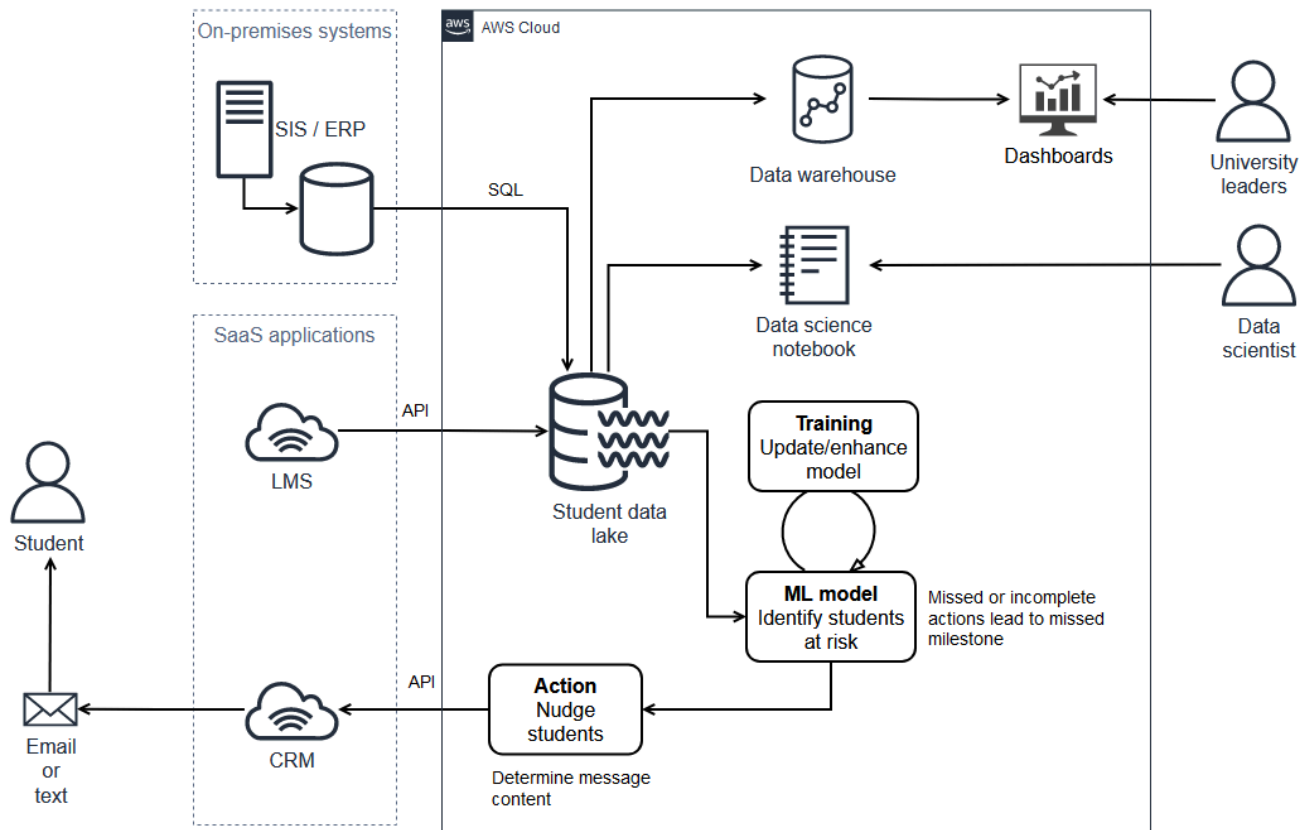 On-premises systems
aws
AWS Cloud
SIS / ERP
SQL
Data warehouse
Dashboards
University
leaders
Data science
notebook
Data
scientist
SaaS applications
LMS
API
Student data
lake
Training
Update/enhance
model
Student
ML model
Identify students
at risk
Missed or incomplete
actions lead to missed
milestone
API
Action
Nudge
students
CRM
Email
or
text
Determine message
content